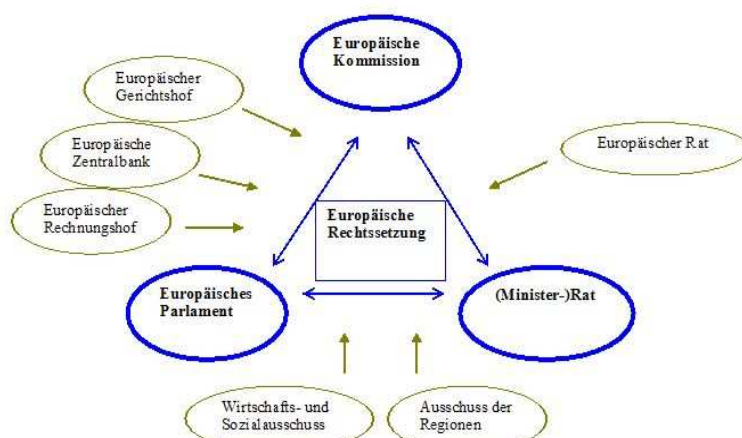 Europäische
Kommission
Europäischer
Gerichtshof
Europäische
Zentralbank
Europäischer Rat
Europäischer
Rechnungshof
Europäische
Rechtssetzung
Europäisches
Parlament
(Minister-)Rat
Wirtschafts- und
Sozialausschuss
Ausschuss der
Regionen